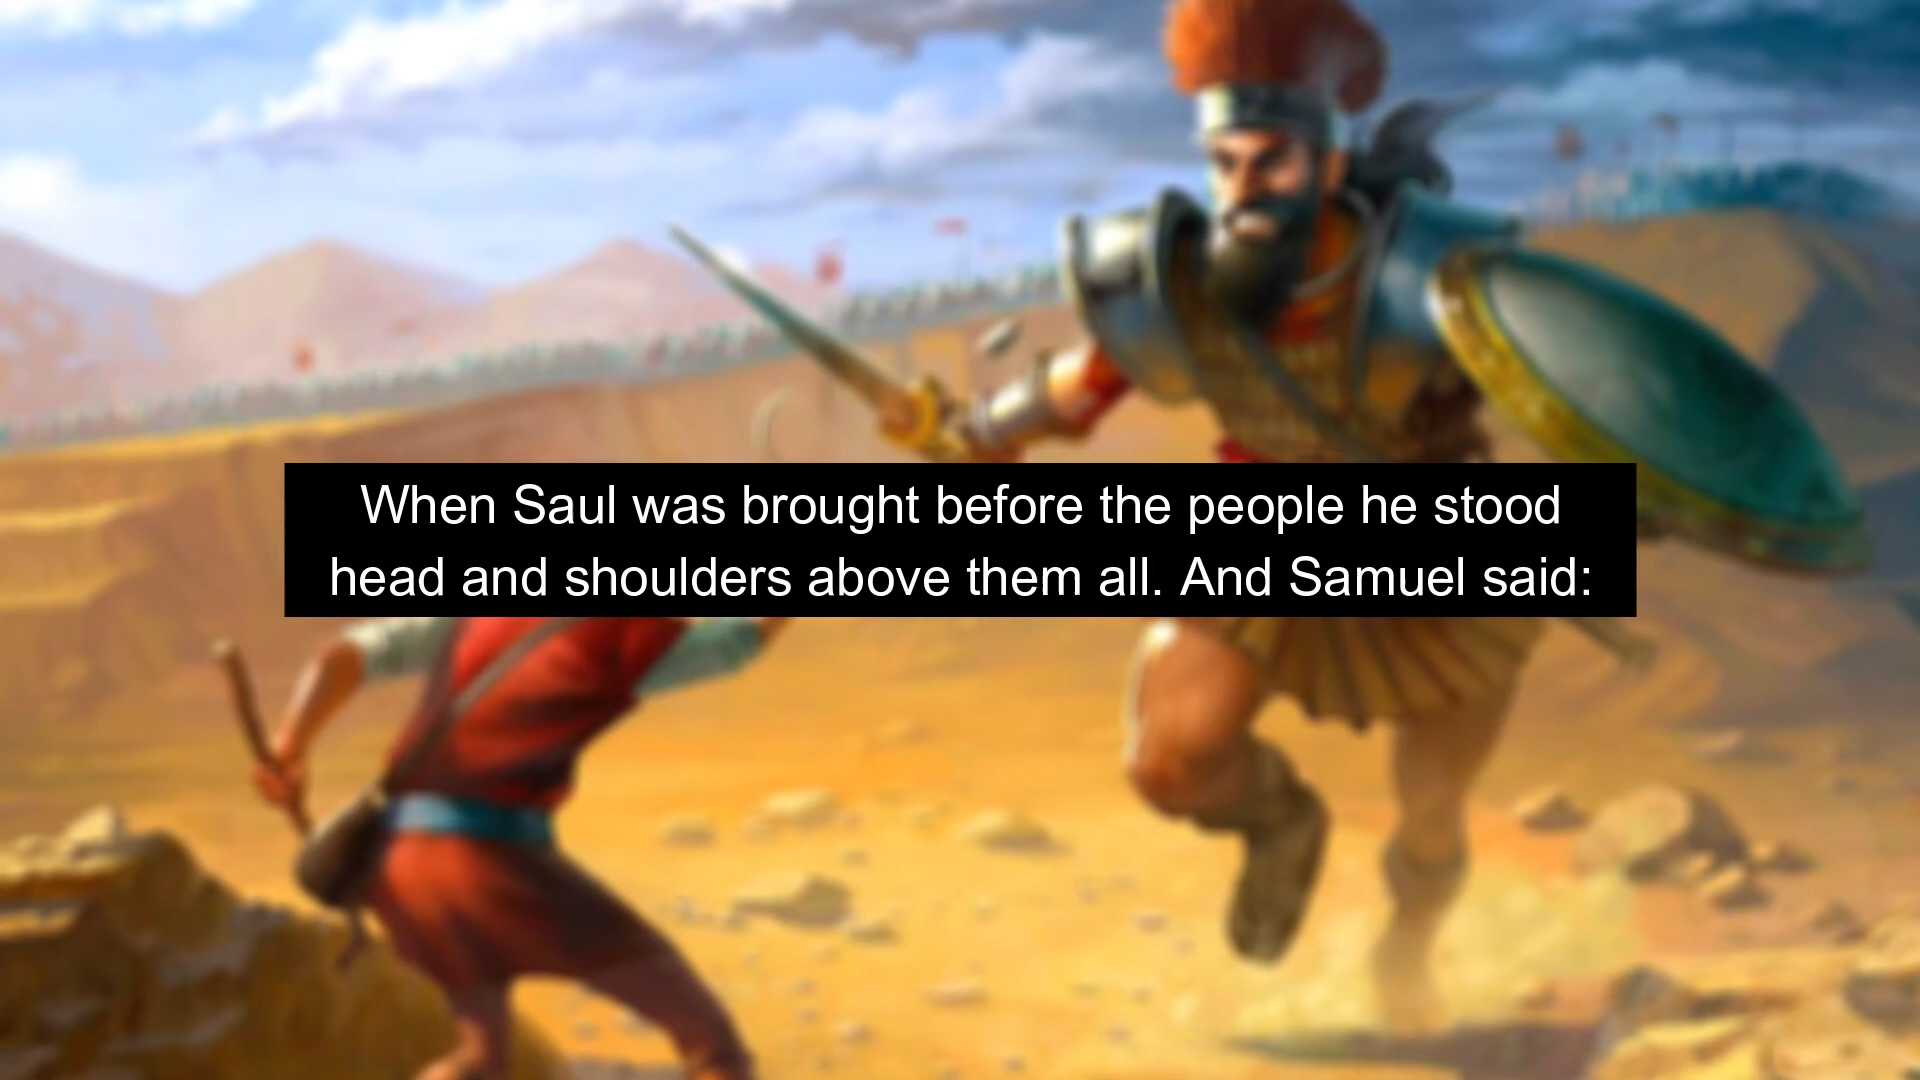 When Saul was brought before the people he stood
head and shoulders above them all. And Samuel said: